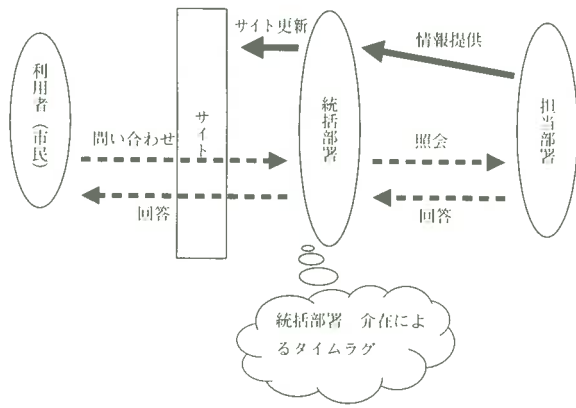 サイト更新
情報提供
利用者（市民）
サイト
統括部署
担当部署
問い合わせ
照会
回答
回答
統括部署　介在によ
るタイムラグ